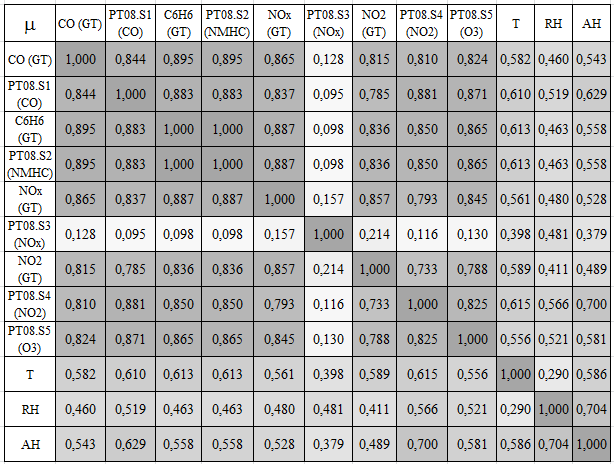 μ CO (GT) PT08.S1 (CO) C6H6 (GT) PT08.S2 (NMHC) NOx (GT) PT08.S3 (NOx) NO2 (GT) PT08.S4 (NO2) PT08.S5 (O3) T RH AH
CO (GT) 1,000 0,844 0,895 0,895 0,865 0,128 0,815 0,810 0,824 0,582 0,460 0,543
PT08.S1 (CO) 0,844 1,000 0,883 0,883 0,837 0,095 0,785 0,881 0,871 0,610 0,519 0,629
C6H6 (GT) 0,895 0,883 1,000 1,000 0,887 0,098 0,836 0,850 0,865 0,613 0,463 0,558
PT08.S2 (NMHC) 0,895 0,883 1,000 1,000 0,887 0,098 0,836 0,850 0,865 0,613 0,463 0,558
NOx (GT) 0,865 0,837 0,887 0,887 1,000 0,157 0,857 0,793 0,845 0,561 0,480 0,528
PT08.S3 (NOx) 0,128 0,095 0,098 0,098 0,157 1,000 0,214 0,116 0,130 0,398 0,481 0,379
NO2 (GT) 0,815 0,785 0,836 0,836 0,857 0,214 1,000 0,733 0,788 0,589 0,411 0,489
PT08.S4 (NO2) 0,810 0,881 0,850 0,850 0,793 0,116 0,733 1,000 0,825 0,615 0,566 0,700
PT08.S5 (O3) 0,824 0,871 0,865 0,865 0,845 0,130 0,788 0,825 1,000 0,556 0,521 0,581
T 0,582 0,610 0,613 0,613 0,561 0,398 0,589 0,615 0,556 1,000 0,290 0,586
RH 0,460 0,519 0,463 0,463 0,480 0,481 0,411 0,566 0,521 0,290 1,000 0,704
AH 0,543 0,629 0,558 0,558 0,528 0,379 0,489 0,700 0,581 0,586 0,704 1,000